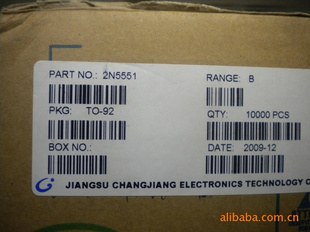 PART NO.: 2N5551 RANGE: B
PKG: TO-92 QTY: 10000 PCS
BOX NO.: DATE: 2009-12
JIANGSU CHANGJIANG ELECTRONICS TECHNOLOGY
alibaba.com.cn